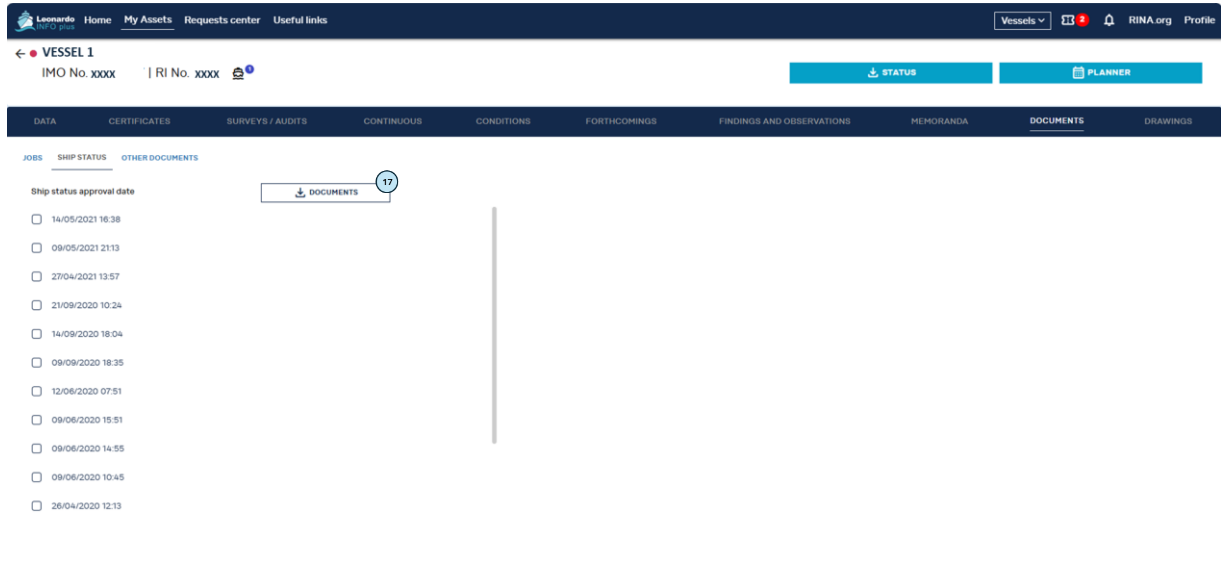 Leonardo
INFO plus
Home My Assets Requests center Useful links
Vessels 2 RINA.org Profile
VESSEL 1
IMO No. xxxx | RI No. xxxx
STATUS PLANNER
DATA CERTIFICATES SURVEYS / AUDITS CONTINUOUS CONDITIONS FORTHCOMINGS FINDINGS AND OBSERVATIONS MEMORANDA DOCUMENTS DRAWINGS
JOBS SHIP STATUS OTHER DOCUMENTS
17
Ship status approval date DOCUMENTS
14/05/2021 16:38
09/05/2021 21:13
27/04/2021 13:57
21/09/2020 10:24
14/09/2020 18:04
09/09/2020 18:35
12/06/2020 07:51
09/06/2020 15:51
09/06/2020 14:55
09/06/2020 10:45
26/04/2020 12:13